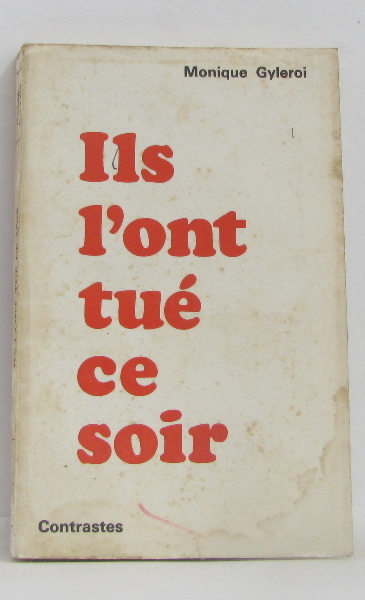 Monique Gyleroi
Ils
l'ont
tué
ce
soir
Contrastes